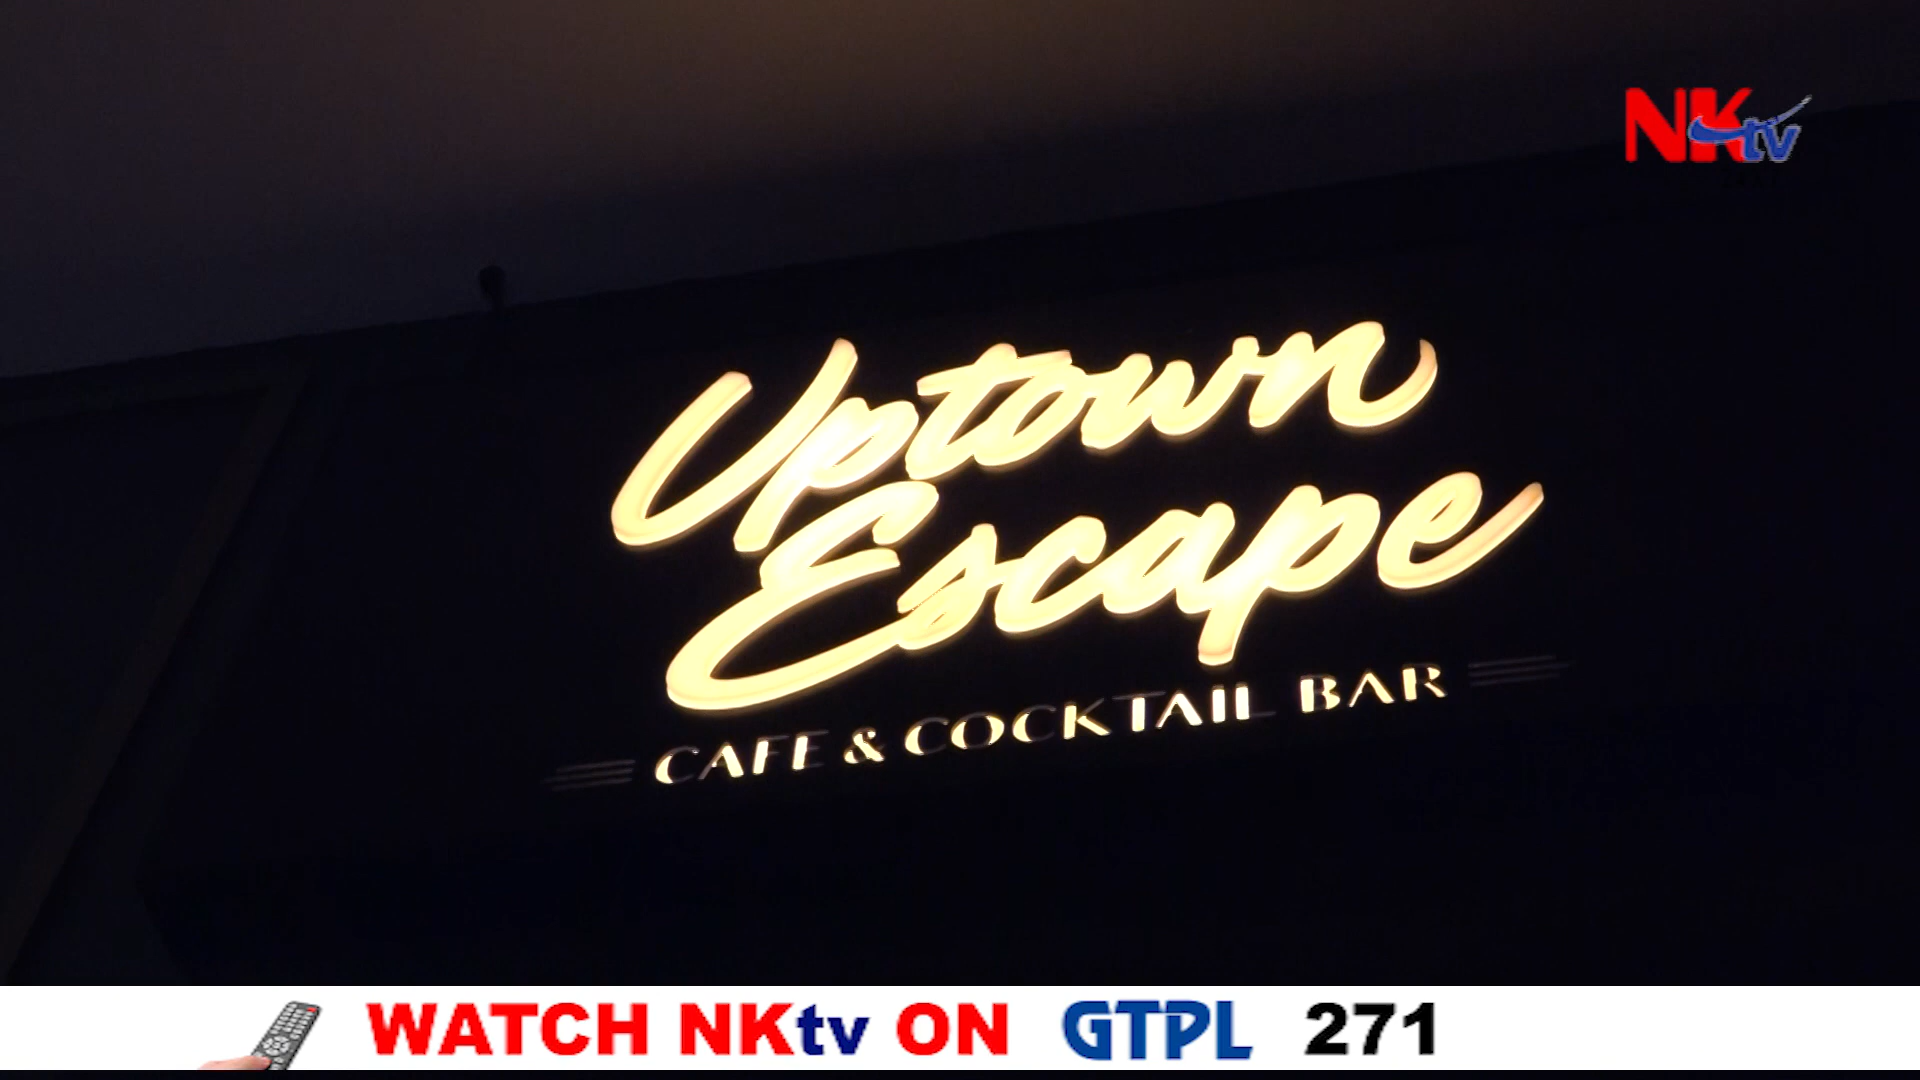 NKtv
Uptown
Escape
CAFE & COCKTAIL BAR
WATCH NKtv ON GTPL 271